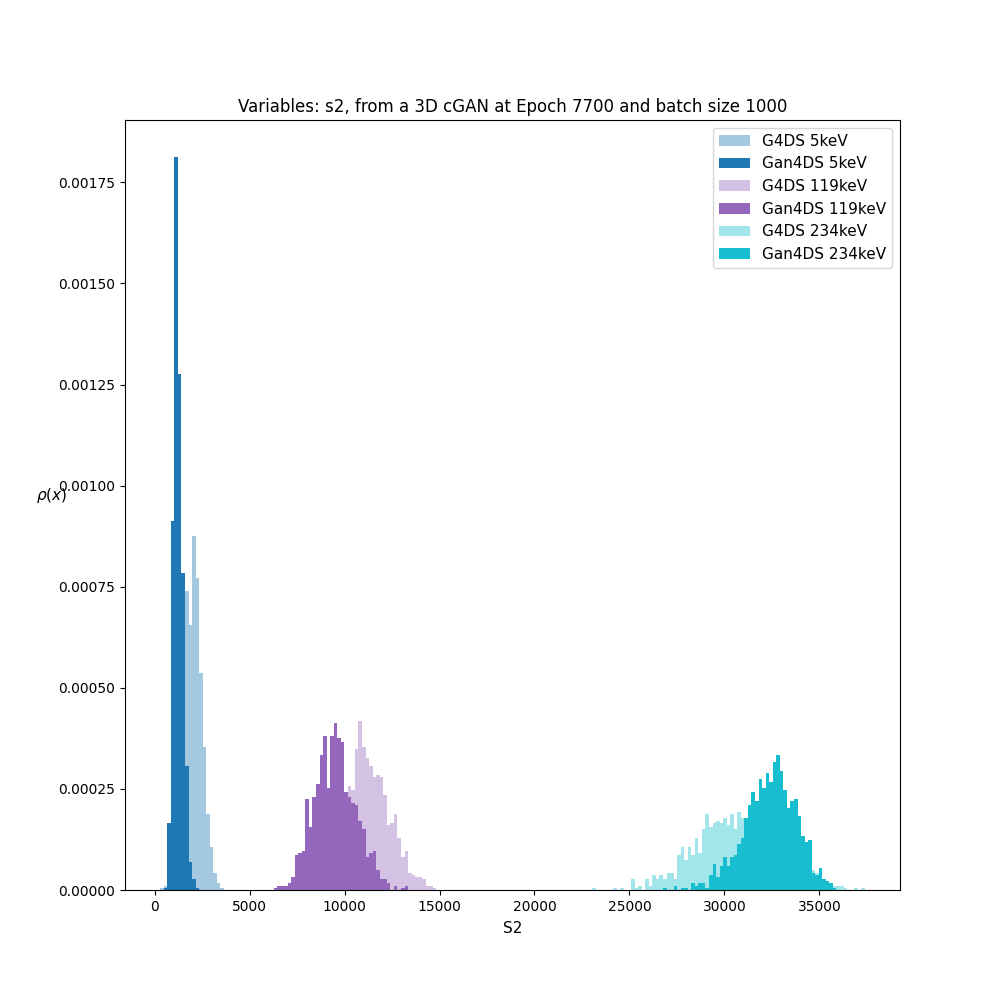 Variables: s2, from a 3D cGAN at Epoch 7700 and batch size 1000
G4DS 5keV
Gan4DS 5keV
G4DS 119keV
Gan4DS 119keV
G4DS 234keV
Gan4DS 234keV
0.00175
0.00150
0.00125
0.00100
ρ(x)
0.00075
0.00050
0.00025
0.00000
0 5000 10000 15000 20000 25000 30000 35000
S2